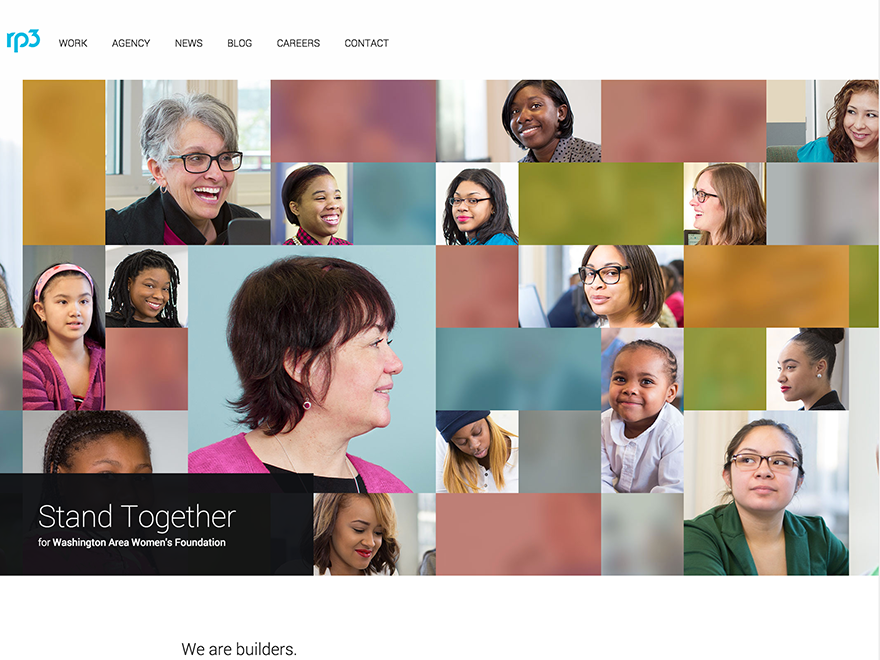 rp3
WORK AGENCY NEWS BLOG CAREERS CONTACT
Stand Together
for Washington Area Women's Foundation
We are builders.